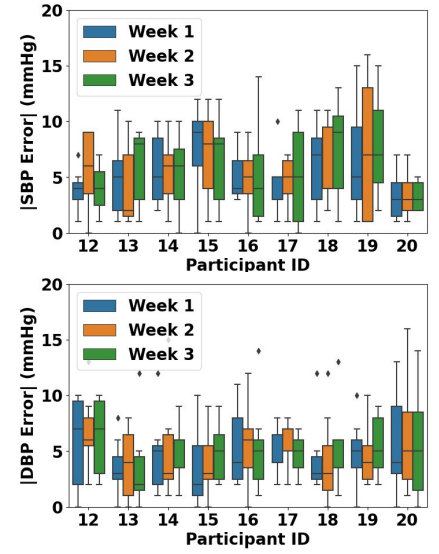 20
Week 1
Week 2
Week 3
15
10
5
0
|SBP Error| (mmHg)
12 13 14 15 16 17 18 19 20
Participant ID
20
Week 1
Week 2
Week 3
15
10
5
0
|DBP Error| (mmHg)
12 13 14 15 16 17 18 19 20
Participant ID